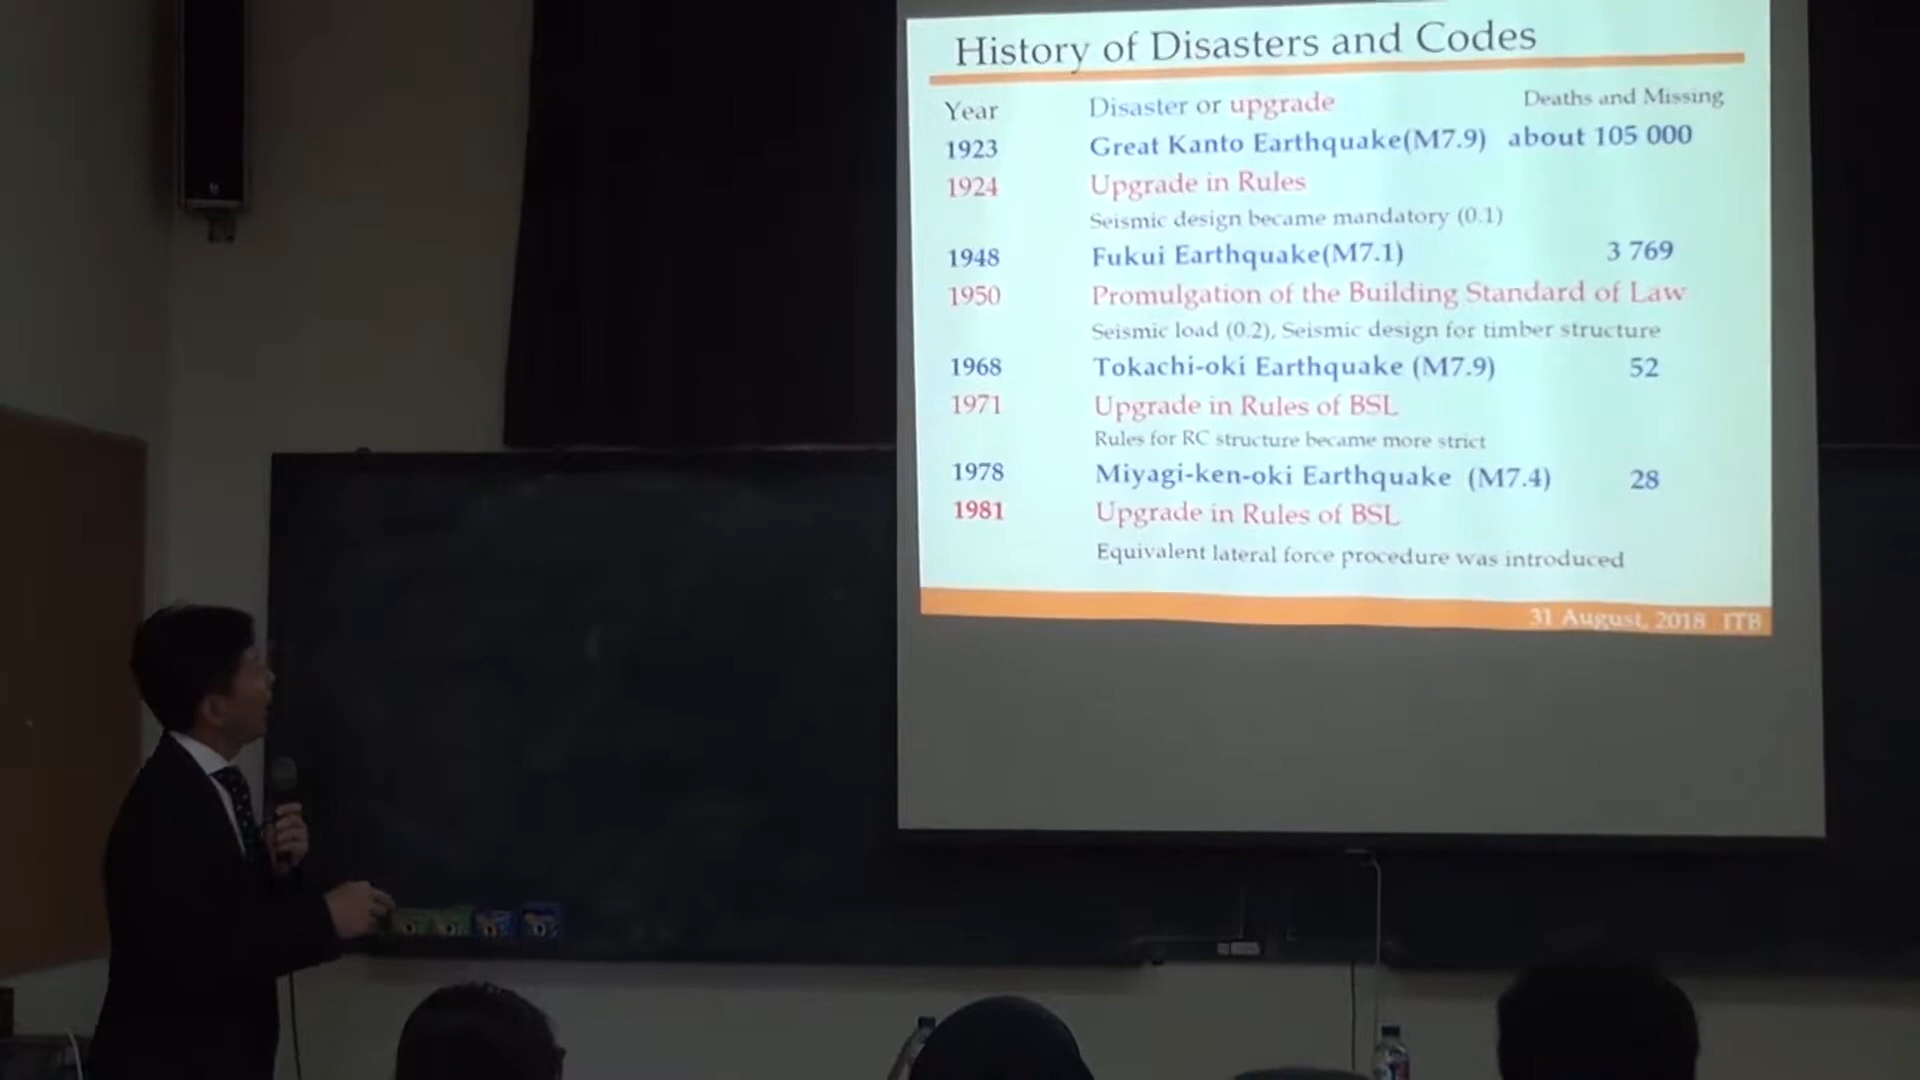 History of Disasters and Codes
Year Disaster or upgrade Deaths and Missing
1923 Great Kanto Earthquake(M7.9) about 105 000
1924 Upgrade in Rules
Seismic design became mandatory (0.1)
1948 Fukui Earthquake(M7.1) 3 769
1950 Promulgation of the Building Standard of Law
Seismic load (0.2), Seismic design for timber structure
1968 Tokachi-oki Earthquake (M7.9) 52
1971 Upgrade in Rules of BSL
Rules for RC structure became more strict
1978 Miyagi-ken-oki Earthquake (M7.4) 28
1981 Upgrade in Rules of BSL
Equivalent lateral force procedure was introduced
31 August, 2018 ITB